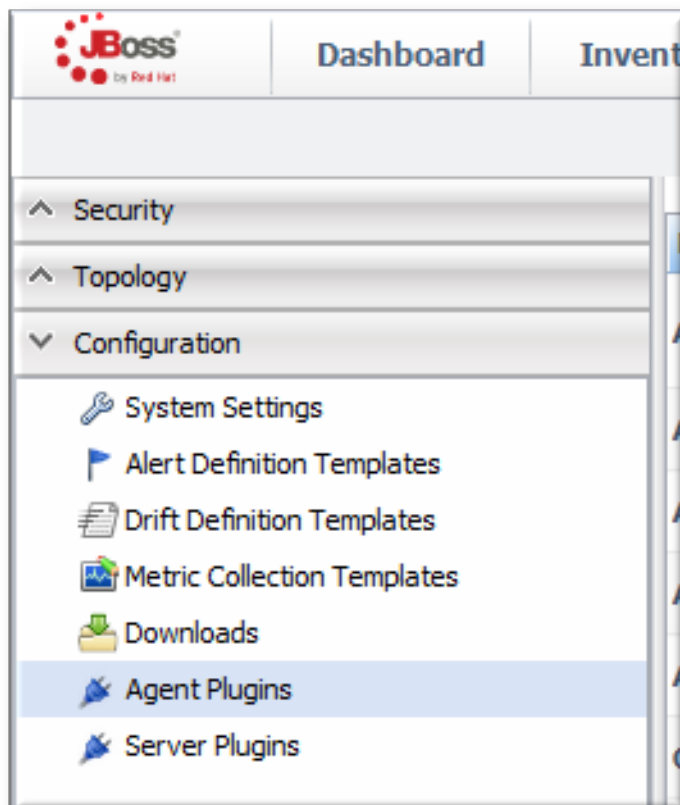 JBoss
by Red Hat
Dashboard
Invent
Security
Topology
Configuration
System Settings
Alert Definition Templates
Drift Definition Templates
Metric Collection Templates
Downloads
Agent Plugins
Server Plugins